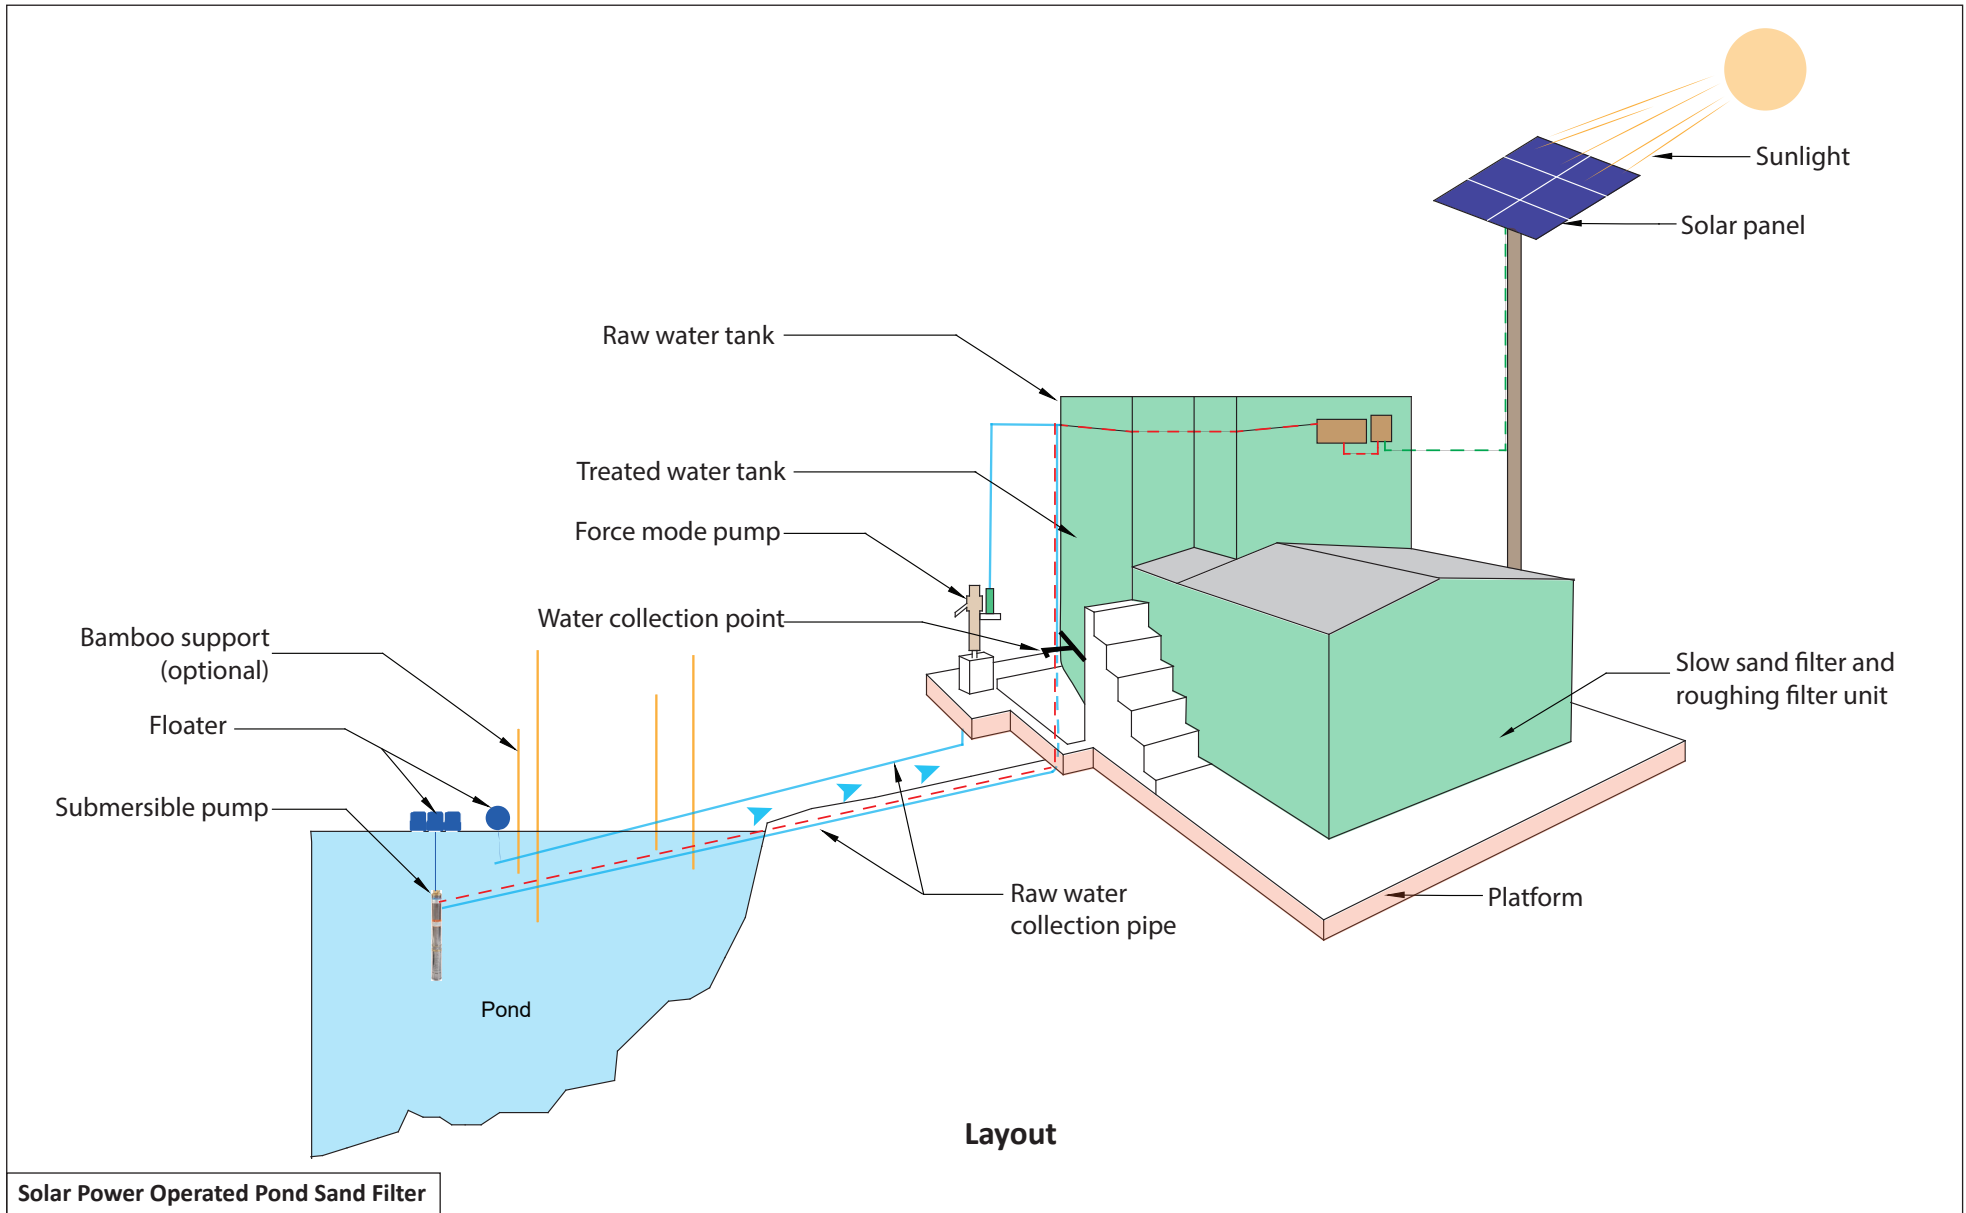 Sunlight
Solar panel
Raw water tank
Treated water tank
Force mode pump
Water collection point
Bamboo support
(optional)
Floater
Submersible pump
Slow sand filter and
roughing filter unit
Raw water
collection pipe
Platform
Pond
Layout
Solar Power Operated Pond Sand Filter